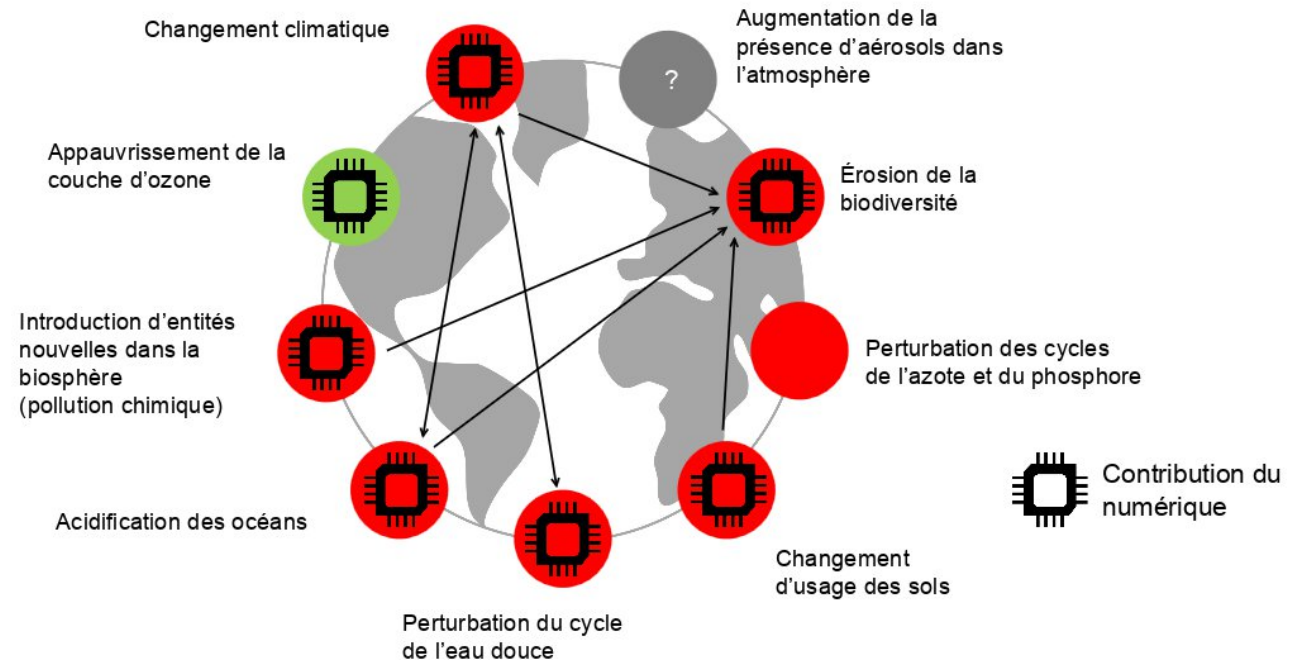 Changement climatique
Augmentation de la
présence d'aérosols dans
l'atmosphère
?
Appauvrissement de la
couche d'ozone
Érosion de la
biodiversité
Introduction d'entités
nouvelles dans la
biosphère
(pollution chimique)
Perturbation des cycles
de l'azote et du phosphore
Contribution du
numérique
Acidification des océans
Changement
d'usage des sols
Perturbation du cycle
de l'eau douce